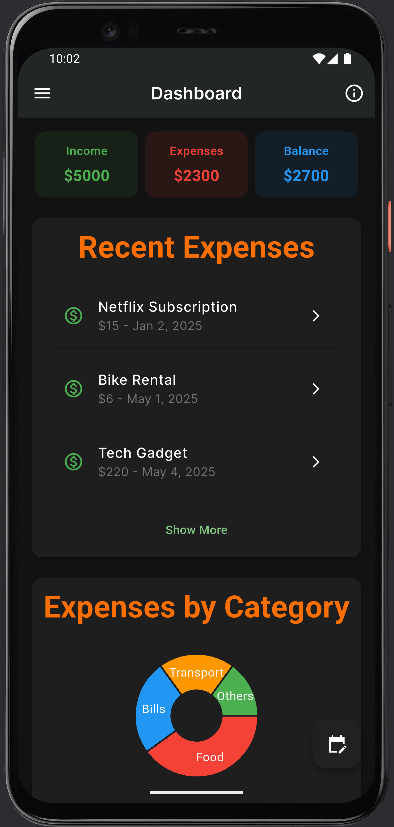 10:02
Dashboard
Income
$5000
Expenses
$2300
Balance
$2700
Recent Expenses
Netflix Subscription
$15 - Jan 2, 2025
Bike Rental
$6 - May 1, 2025
Tech Gadget
$220 - May 4, 2025
Show More
Expenses by Category
Transport
Others
Bills
Food